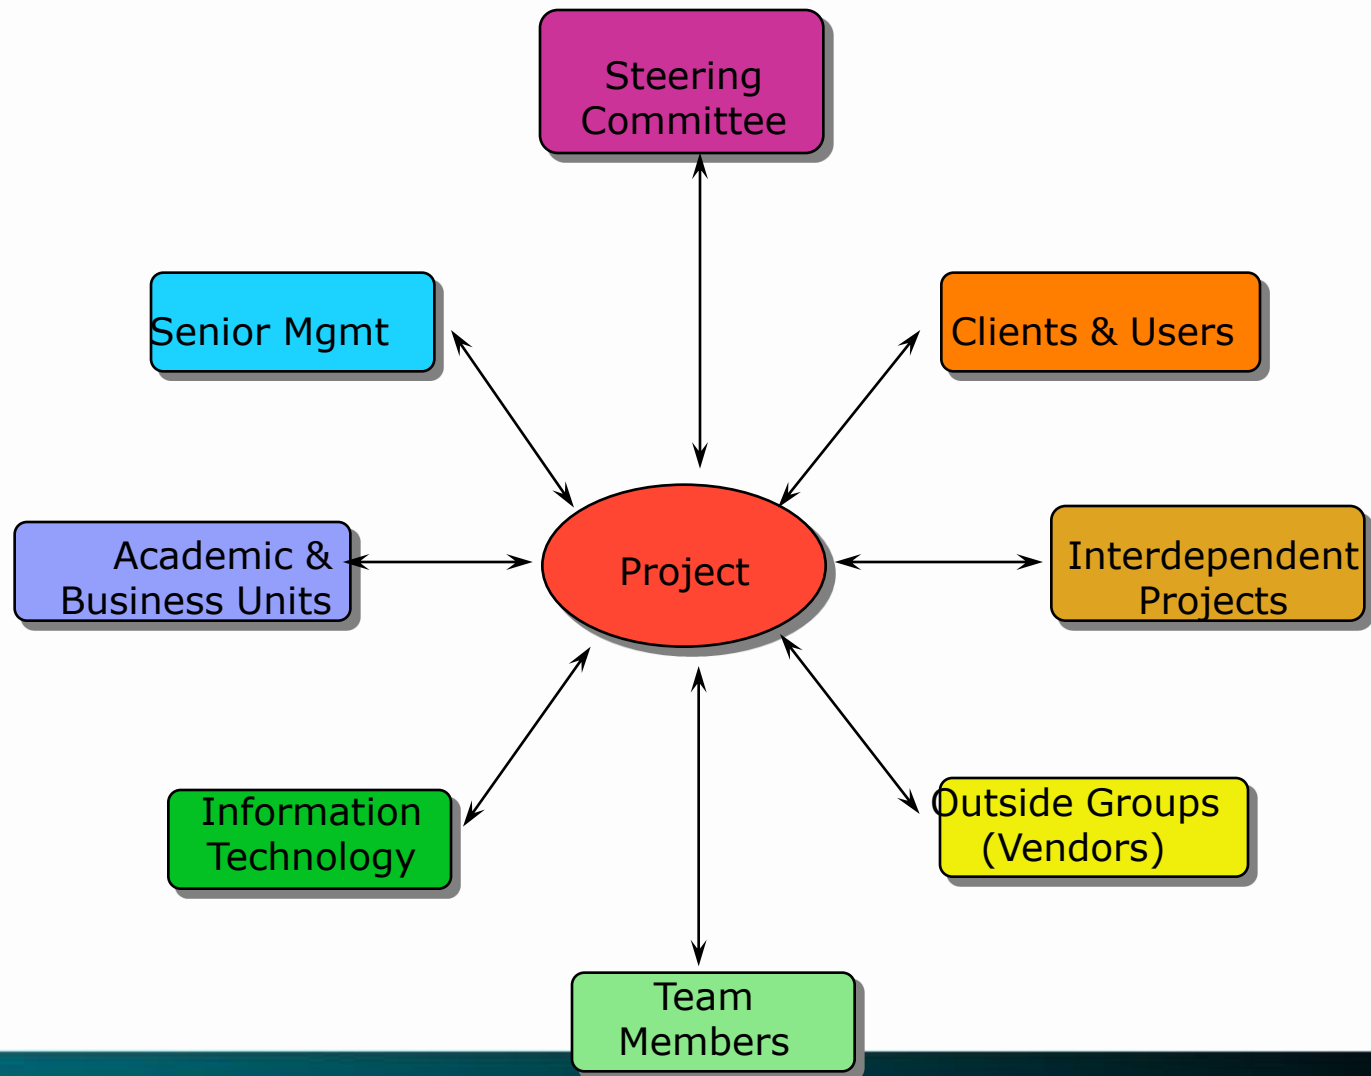 Steering
Committee
Senior Mgmt
Clients & Users
Academic &
Business Units
Project
Interdependent
Projects
Information
Technology
Outside Groups
(Vendors)
Team
Members